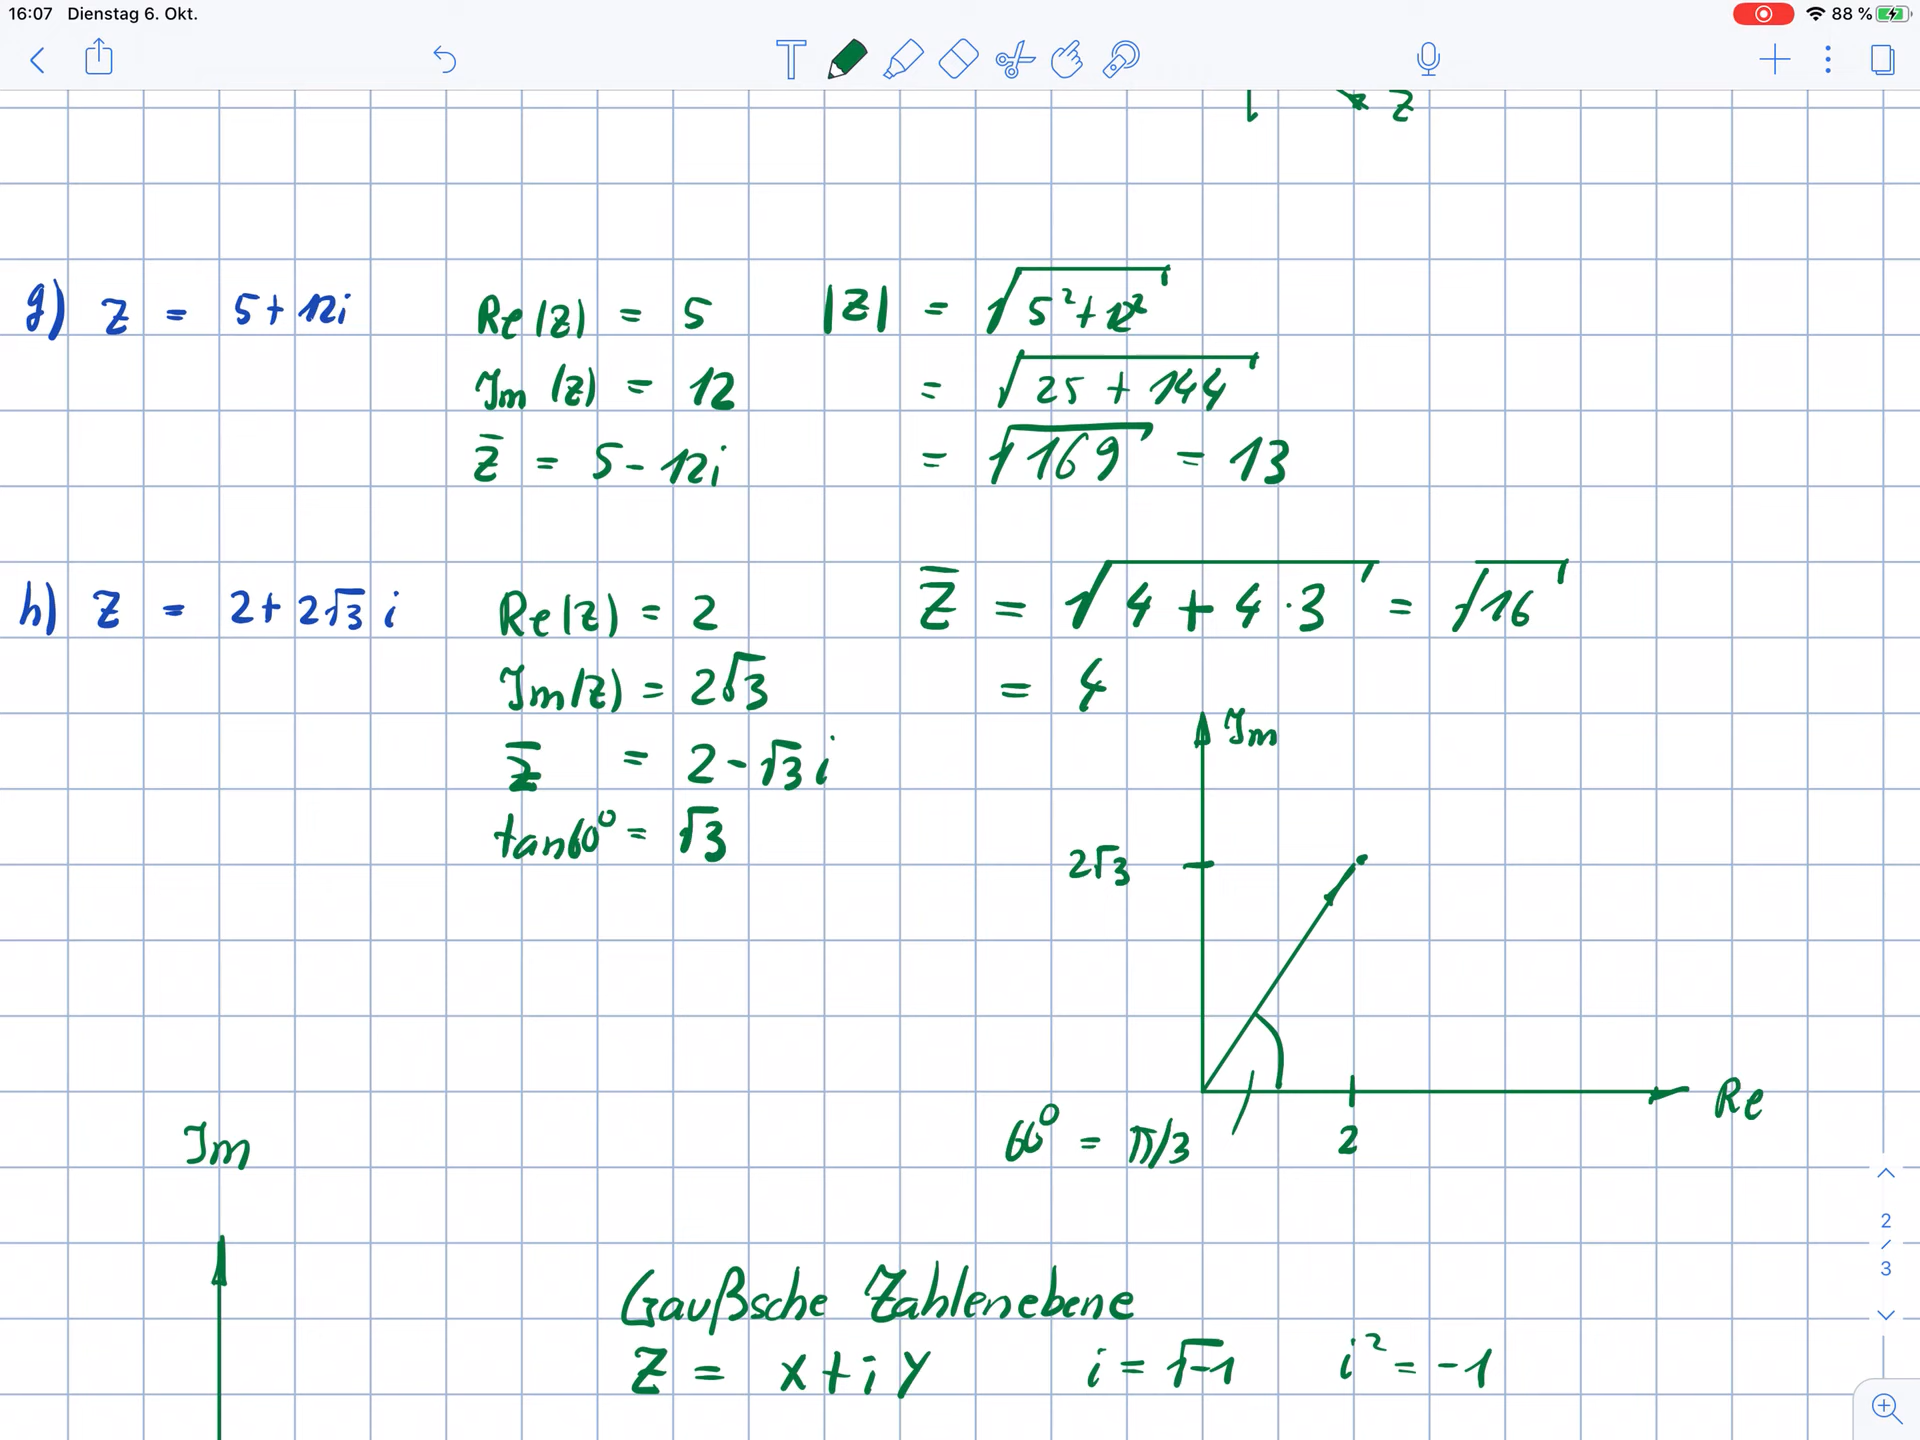 16:07 Dienstag 6. Okt. 88 %
T
z
g) z = 5+12i Re(z) = 5 |z| = √5²+12²
Im (z) = 12 = √25 + 144
z̅ = 5-12i = √169 = 13
h) z = 2+2√3 i Re(z) = 2 z̅ = √4+4·3 = √16
Im(z) = 2√3 = 4
Im
z̅ = 2-√3 i
tan60° = √3
2√3
Re
60° = π/3
2
Im
2
/
3
Gaußsche Zahlenebene
z = x+iy i = √-1 i² = -1